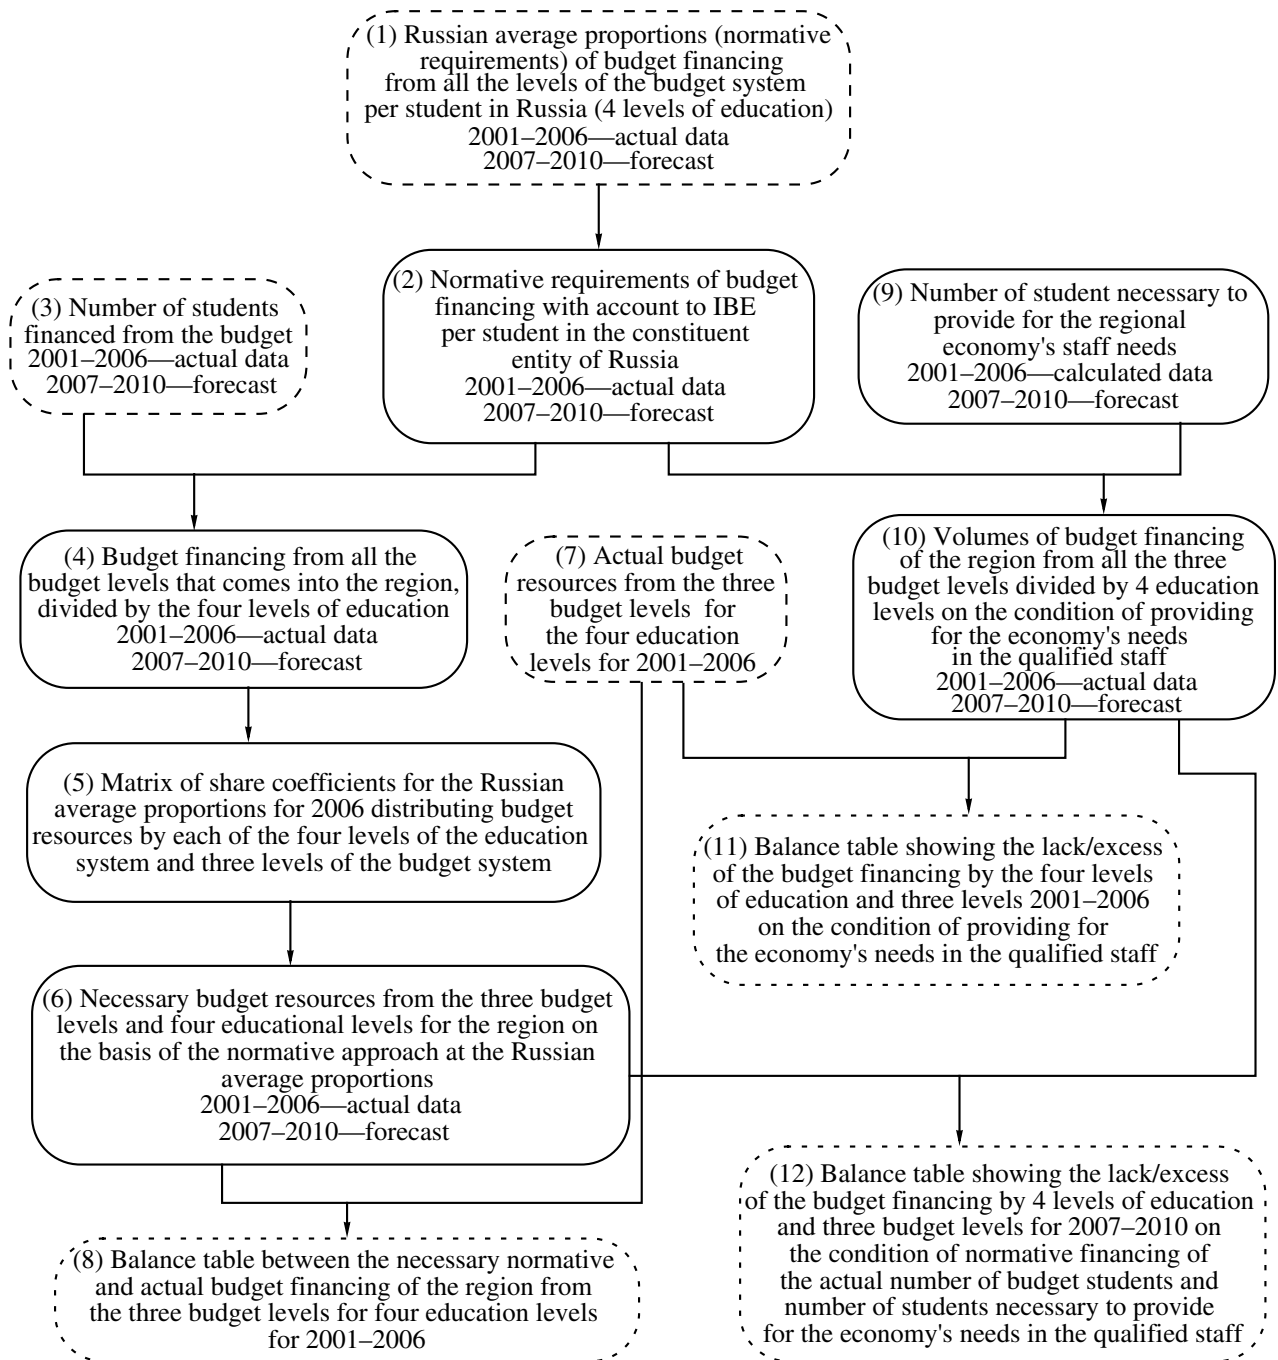 (1) Russian average proportions (normative
requirements) of budget financing
from all the levels of the budget system
per student in Russia (4 levels of education)
2001–2006—actual data
2007–2010—forecast
(2) Normative requirements of budget
financing with account to IBE
per student in the constituent
entity of Russia
2001–2006—actual data
2007–2010—forecast
(3) Number of students
financed from the budget
2001–2006—actual data
2007–2010—forecast
(9) Number of student necessary to
provide for the regional
economy's staff needs
2001–2006—calculated data
2007–2010—forecast
(4) Budget financing from all the
budget levels that comes into the region,
divided by the four levels of education
2001–2006—actual data
2007–2010—forecast
(7) Actual budget
resources from the three
budget levels for
the four education
levels for 2001–2006
(10) Volumes of budget financing
of the region from all the three
budget levels divided by 4 education
levels on the condition of providing
for the economy's needs
in the qualified staff
2001–2006—actual data
2007–2010—forecast
(5) Matrix of share coefficients for the Russian
average proportions for 2006 distributing budget
resources by each of the four levels of the education
system and three levels of the budget system
(11) Balance table showing the lack/excess
of the budget financing by the four levels
of education and three levels 2001–2006
on the condition of providing for
the economy's needs in the qualified staff
(6) Necessary budget resources from the three budget
levels and four educational levels for the region on
the basis of the normative approach at the Russian
average proportions
2001–2006—actual data
2007–2010—forecast
(8) Balance table between the necessary normative
and actual budget financing of the region from
the three budget levels for four education levels
for 2001–2006
(12) Balance table showing the lack/excess
of the budget financing by 4 levels of education
and three budget levels for 2007–2010 on
the condition of normative financing of
the actual number of budget students and
number of students necessary to provide
for the economy's needs in the qualified staff